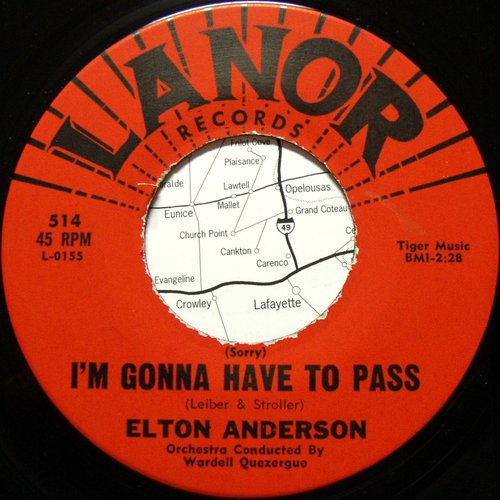 LANOR
RECORDS
Frilot Cove
Plaisance
Lawtell
Opelousas
Mallet
Eunice
Grand Coteau
Church Point
49
Cankton
Carenco
Evangeline
Crowley
Lafayette
514
45 RPM
L-0155
Tiger Music
BMI-2:28
(Sorry)
I'M GONNA HAVE TO PASS
(Leiber & Stroller)
ELTON ANDERSON
Orchestra Conducted By
Wardell Quezergue